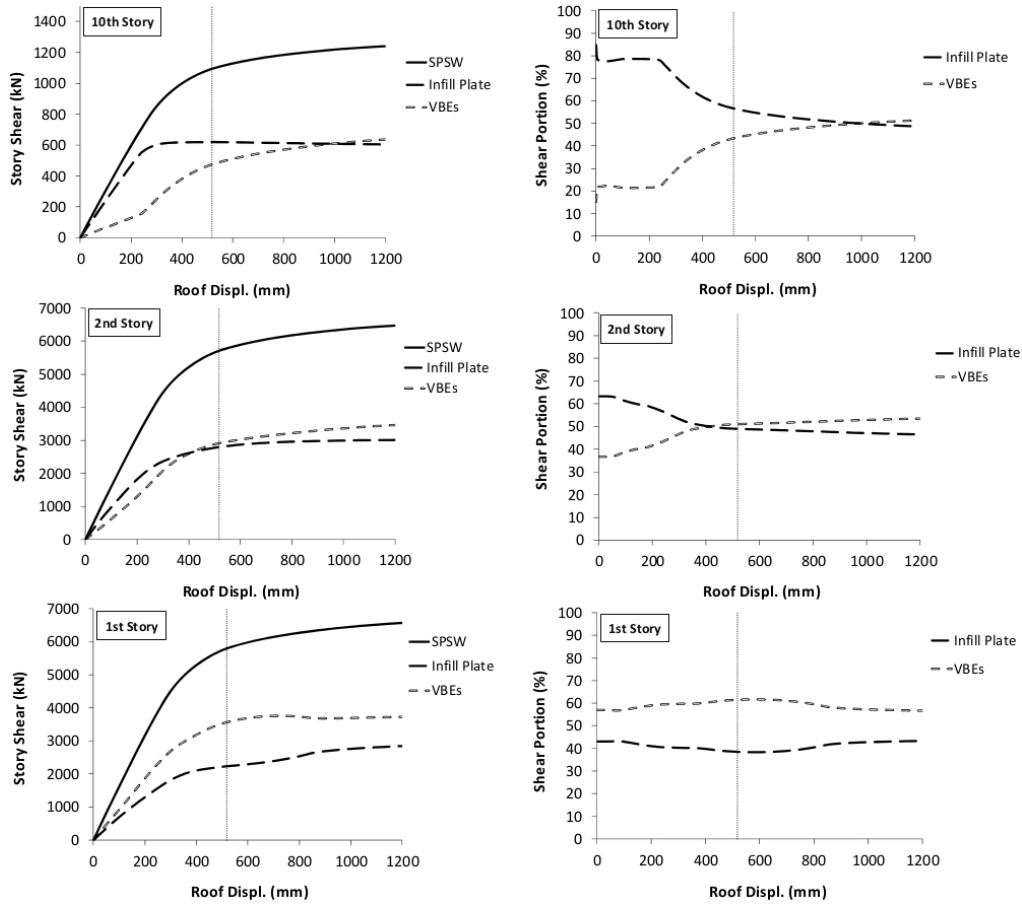 10th Story
Story Shear (kN)
1400
1200
1000
800
600
400
200
0
0 200 400 600 800 1000 1200
Roof Displ. (mm)
SPSW
Infill Plate
VBEs
10th Story
Shear Portion (%)
100
90
80
70
60
50
40
30
20
10
0
0 200 400 600 800 1000 1200
Roof Displ. (mm)
Infill Plate
VBEs
2nd Story
Story Shear (kN)
7000
6000
5000
4000
3000
2000
1000
0
0 200 400 600 800 1000 1200
Roof Displ. (mm)
SPSW
Infill Plate
VBEs
2nd Story
Shear Portion (%)
100
90
80
70
60
50
40
30
20
10
0
0 200 400 600 800 1000 1200
Roof Displ. (mm)
Infill Plate
VBEs
1st Story
Story Shear (kN)
7000
6000
5000
4000
3000
2000
1000
0
0 200 400 600 800 1000 1200
Roof Displ. (mm)
SPSW
Infill Plate
VBEs
1st Story
Shear Portion (%)
100
90
80
70
60
50
40
30
20
10
0
0 200 400 600 800 1000 1200
Roof Displ. (mm)
Infill Plate
VBEs